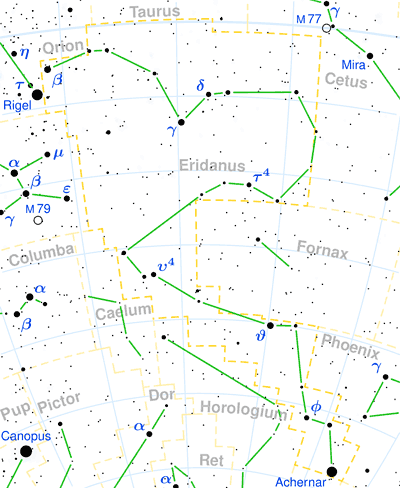 Taurus
M 77
γ
η
Orion
β
Mira
Cetus
τ
Rigel
δ
γ
μ
α
Eridanus
β
ε
τ⁴
γ
M 79
Columba
Fornax
υ⁴
α
β
Caelum
ϑ
Phoenix
γ
Pup
Pictor
Dor
Horologium
ϕ
Canopus
α
Ret
α
Achernar